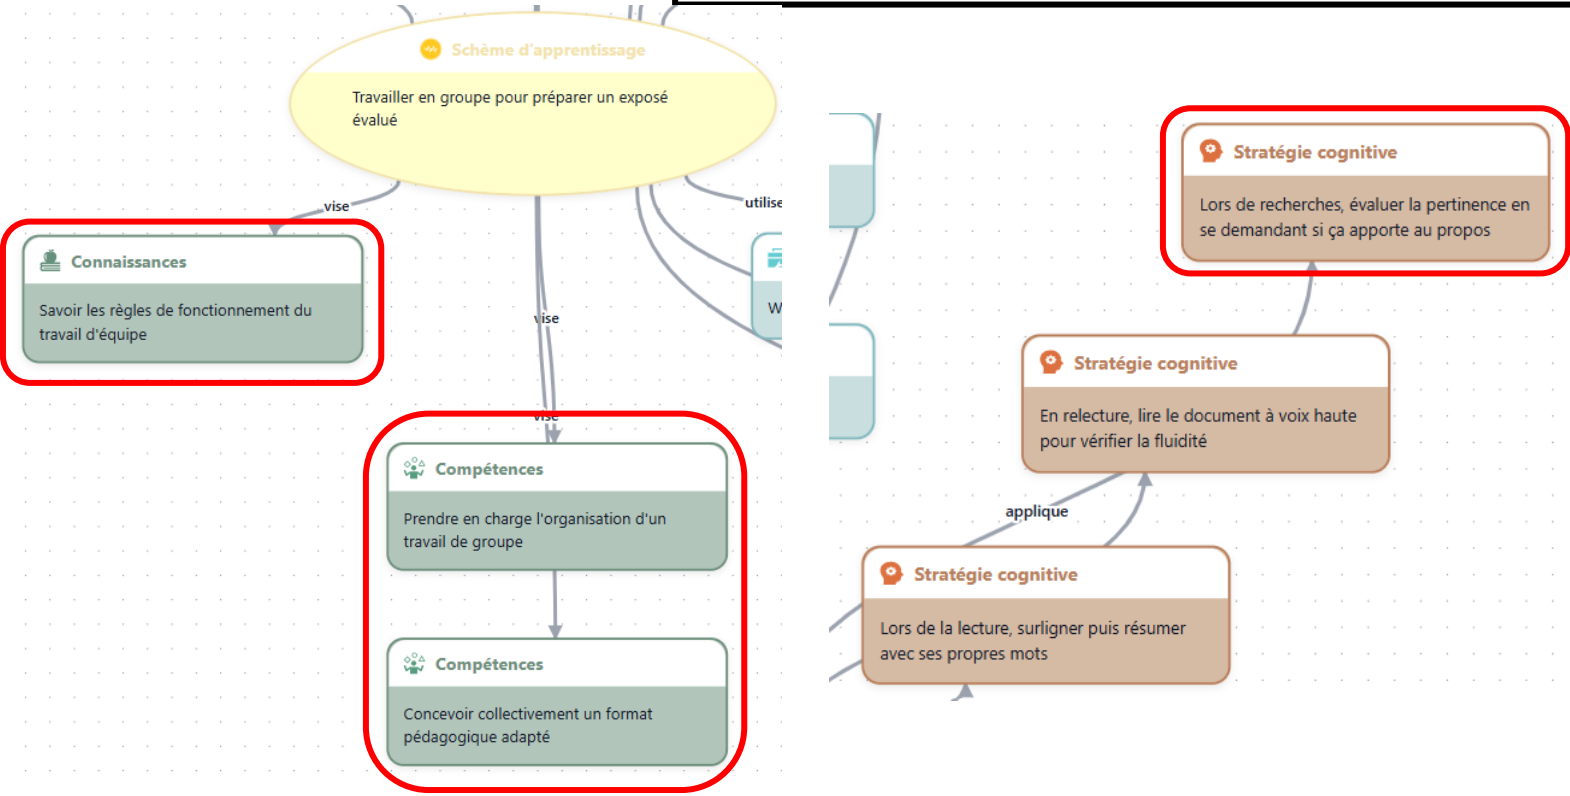 Schème d'apprentissage
Travailler en groupe pour préparer un exposé
évalué
vise
utilise
Connaissances
Savoir les règles de fonctionnement du
travail d'équipe
W
vise
vise
Compétences
Prendre en charge l'organisation d'un
travail de groupe
Compétences
Concevoir collectivement un format
pédagogique adapté
Stratégie cognitive
Lors de recherches, évaluer la pertinence en
se demandant si ça apporte au propos
Stratégie cognitive
En relecture, lire le document à voix haute
pour vérifier la fluidité
applique
Stratégie cognitive
Lors de la lecture, surligner puis résumer
avec ses propres mots